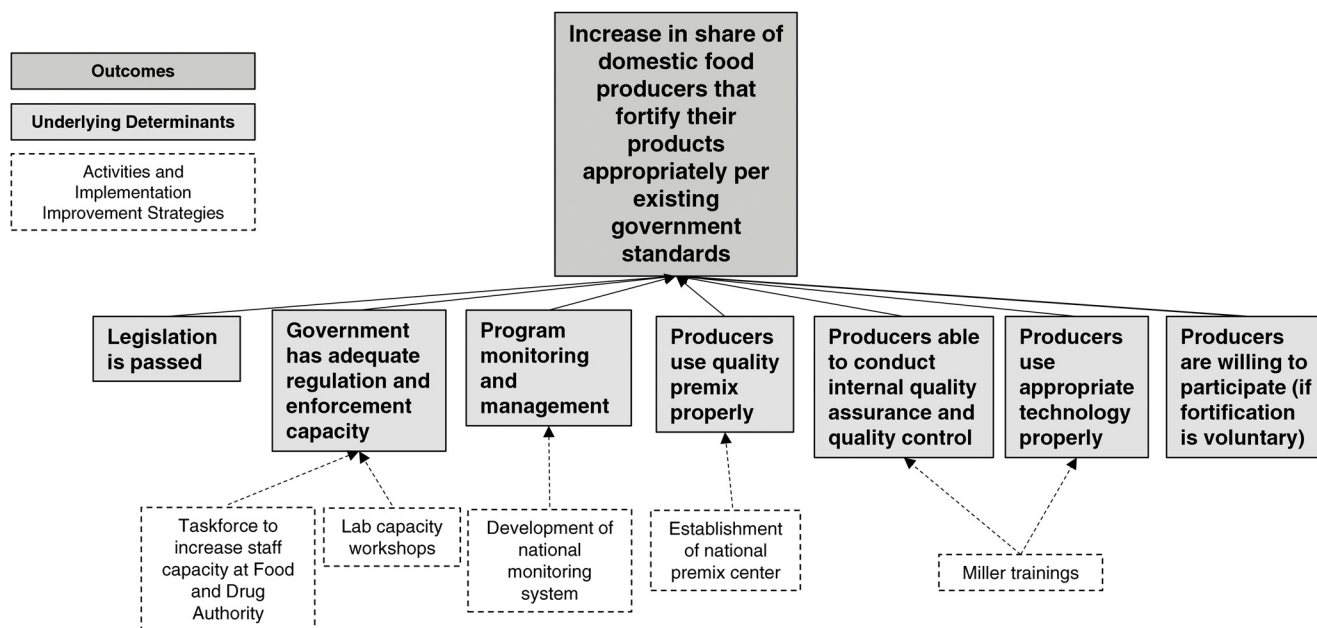 Increase in share of
domestic food
producers that
fortify their
products
appropriately per
existing
government
standards
Outcomes
Underlying Determinants
Activities and
Implementation
Improvement Strategies
Legislation
is passed
Government
has adequate
regulation and
enforcement
capacity
Program
monitoring
and
management
Producers
use quality
premix
properly
Producers able
to conduct
internal quality
assurance and
quality control
Producers
use
appropriate
technology
properly
Producers
are willing to
participate (if
fortification
is voluntary)
Taskforce to
increase staff
capacity at Food
and Drug
Authority
Lab capacity
workshops
Development of
national
monitoring
system
Establishment
of national
premix center
Miller trainings